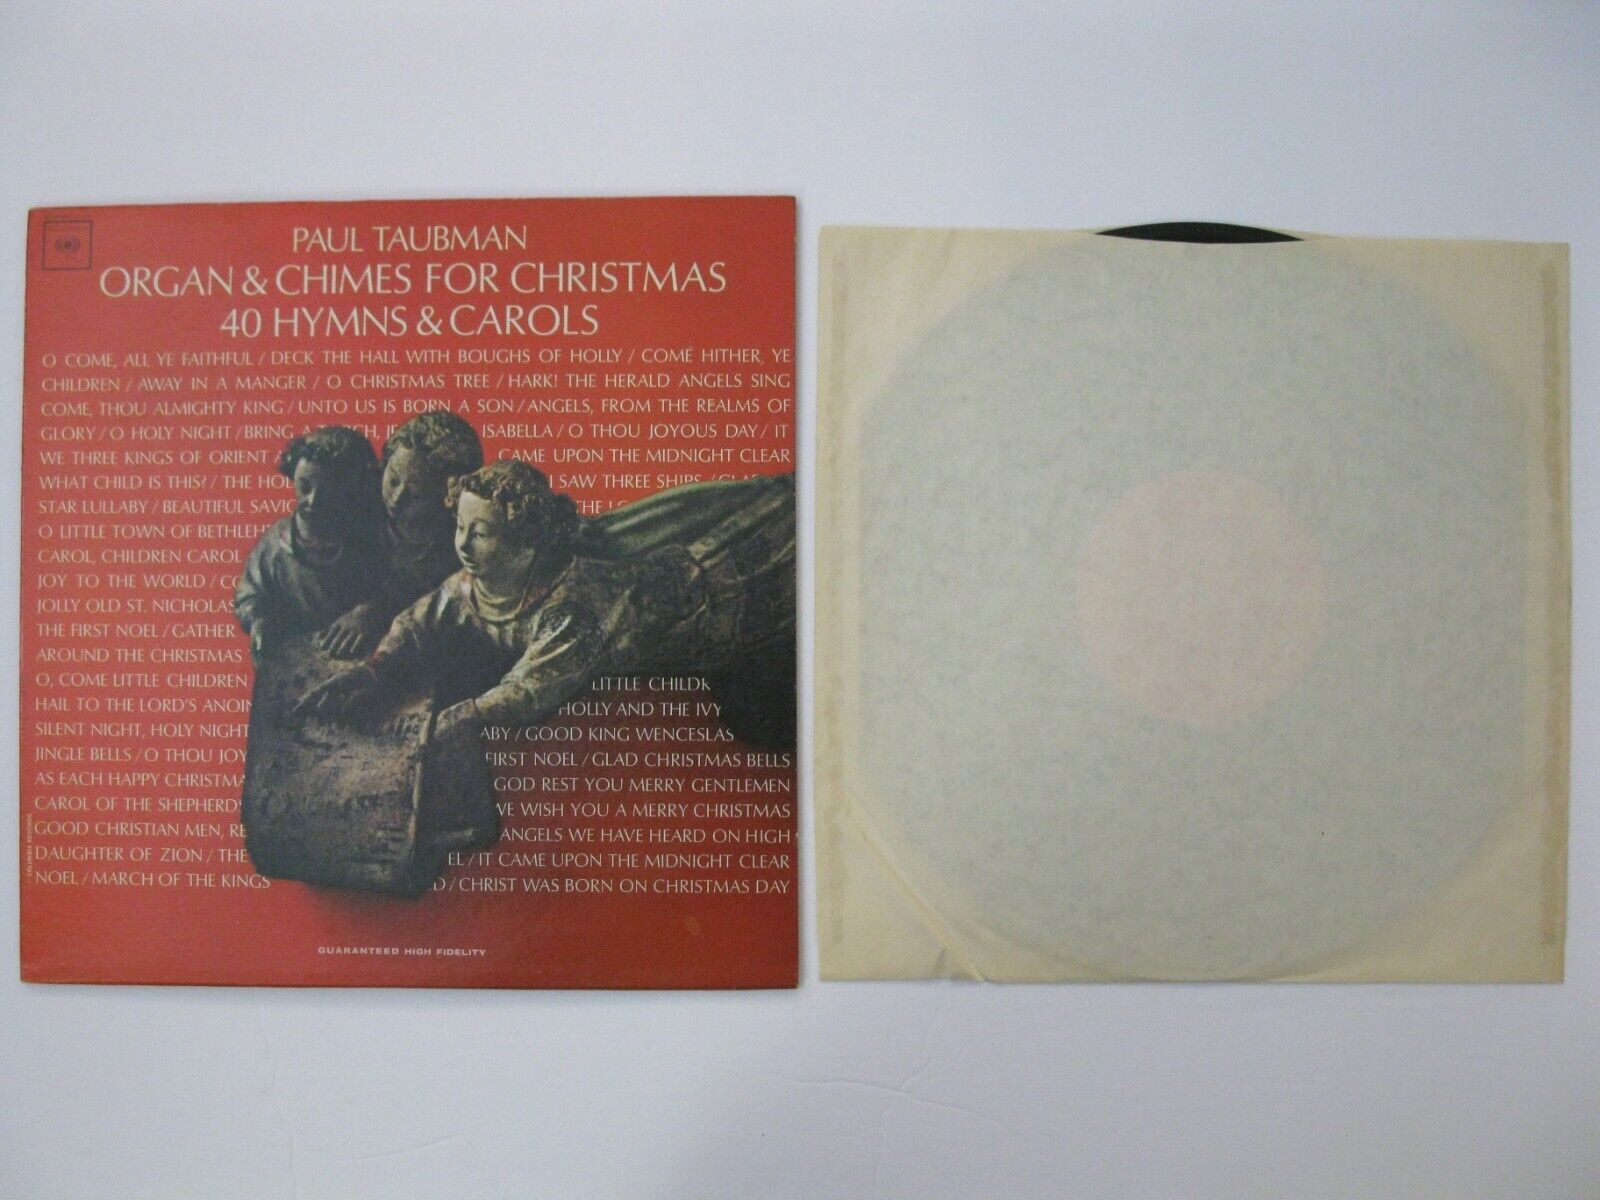 PAUL TAUBMAN
ORGAN & CHIMES FOR CHRISTMAS
40 HYMNS & CAROLS
O COME, ALL YE FAITHFUL / DECK THE HALL WITH BOUGHS OF HOLLY / COME HITHER, YE
CHILDREN / AWAY IN A MANGER / O CHRISTMAS TREE / HARK! THE HERALD ANGELS SING
COME, THOU ALMIGHTY KING / UNTO US IS BORN A SON / ANGELS, FROM THE REALMS OF
GLORY / O HOLY NIGHT / BRING A ISABELLA / O THOU JOYOUS DAY / IT
WE THREE KINGS OF ORIENT CAME UPON THE MIDNIGHT CLEAR
WHAT CHILD IS THIS? / THE I SAW THREE SHIPS /
STAR LULLABY / BEAUTIFUL THE
O LITTLE TOWN OF
CAROL, CHILDREN CAROL
JOY TO THE WORLD /
JOLLY OLD ST. NICHOLAS
THE FIRST NOEL / GATHER
AROUND THE CHRISTMAS
O, COME LITTLE CHILDREN LITTLE
HAIL TO THE LORD'S HOLLY AND THE IVY
SILENT NIGHT, HOLY NIGHT / GOOD KING WENCESLAS
JINGLE BELLS / O THOU FIRST NOEL / GLAD CHRISTMAS BELLS
AS EACH HAPPY GOD REST YOU MERRY GENTLEMEN
CAROL OF THE SHEPHERDS WE WISH YOU A MERRY CHRISTMAS
GOOD CHRISTIAN MEN, ANGELS WE HAVE HEARD ON HIGH
DAUGHTER OF ZION / THE / IT CAME UPON THE MIDNIGHT CLEAR
NOEL / MARCH OF THE KINGS / CHRIST WAS BORN ON CHRISTMAS DAY
COLUMBIA RECORDS
GUARANTEED HIGH FIDELITY